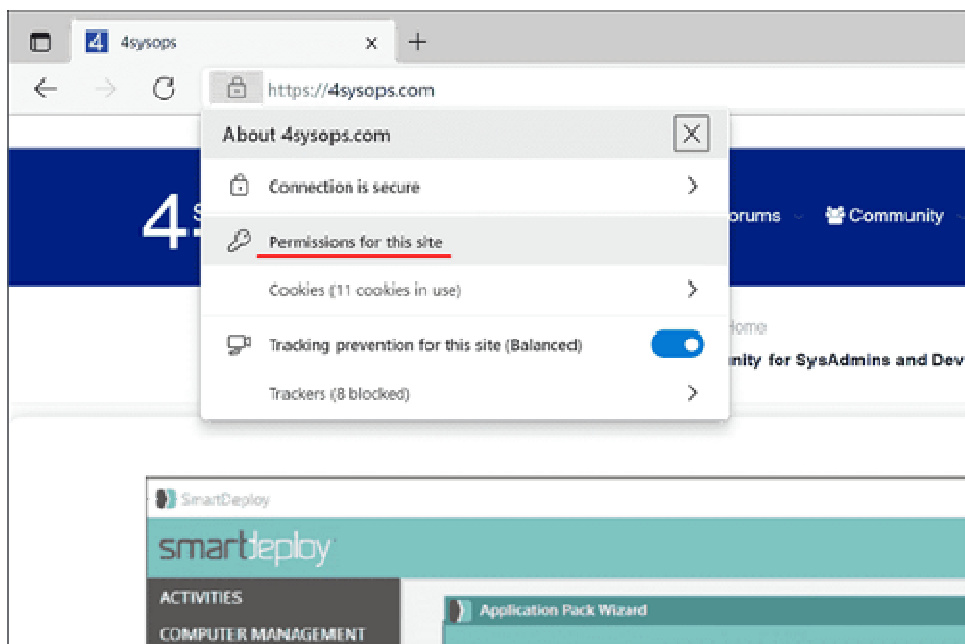 4sysops
https://4sysops.com
About 4sysops.com
Connection is secure
Permissions for this site
Cookies (11 cookies in use)
Tracking prevention for this site (Balanced)
Trackers (8 blocked)
4
orums
Community
Home
nity for SysAdmins and Dev
SmartDeploy
smartdeploy
ACTIVITIES
COMPUTER MANAGEMENT
Application Pack Wizard